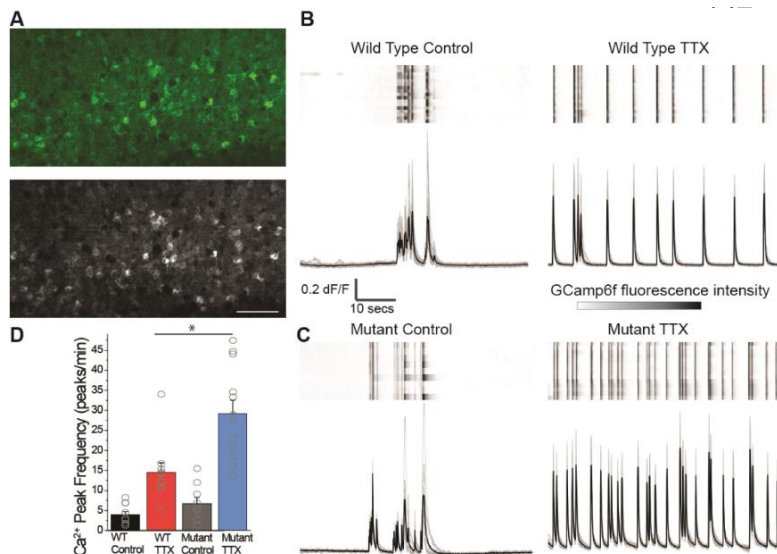 A
B
Wild Type Control
Wild Type TTX
0.2 dF/F
10 secs
GCamp6f fluorescence intensity
C
Mutant Control
Mutant TTX
D
*
Ca²⁺ Peak Frequency (peaks/min)
45
40
35
30
25
20
15
10
5
0
WT Control
WT TTX
Mutant Control
Mutant TTX